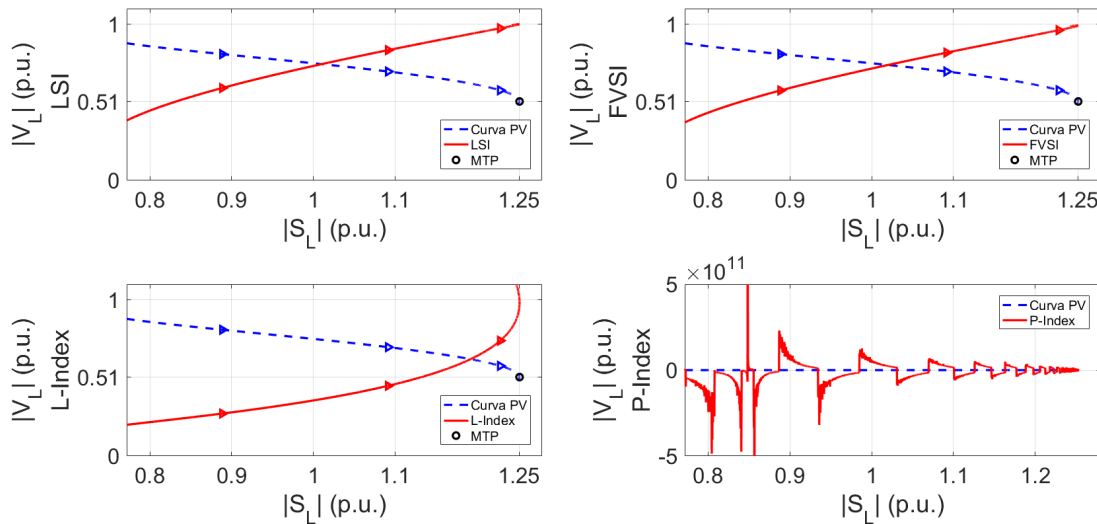 1
0.51
0
|V_L| (p.u.)
LSI
Curva PV
LSI
MTP
0.8 0.9 1 1.1 1.25
|S_L| (p.u.)
1
0.51
0
|V_L| (p.u.)
FVSI
Curva PV
FVSI
MTP
0.8 0.9 1 1.1 1.25
|S_L| (p.u.)
1
0.51
0
|V_L| (p.u.)
L-Index
Curva PV
L-Index
MTP
0.8 0.9 1 1.1 1.25
|S_L| (p.u.)
×10^11
5
0
-5
|V_L| (p.u.)
P-Index
Curva PV
P-Index
0.8 0.9 1 1.1 1.2
|S_L| (p.u.)